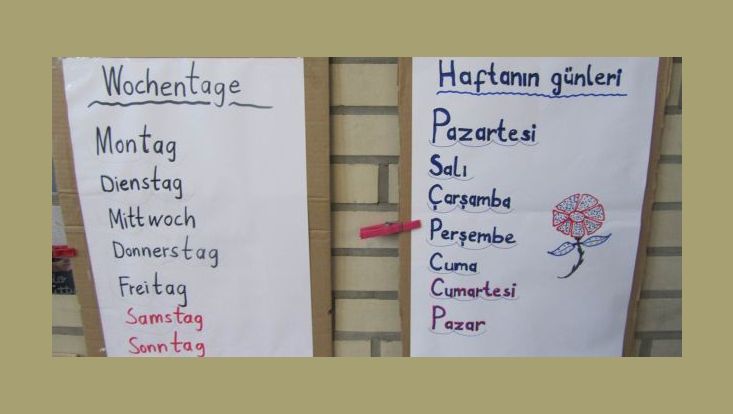 Wochentage
Montag
Dienstag
Mittwoch
Donnerstag
Freitag
Samstag
Sonntag
Haftanın günleri
Pazartesi
Salı
Çarşamba
Perşembe
Cuma
Cumartesi
Pazar